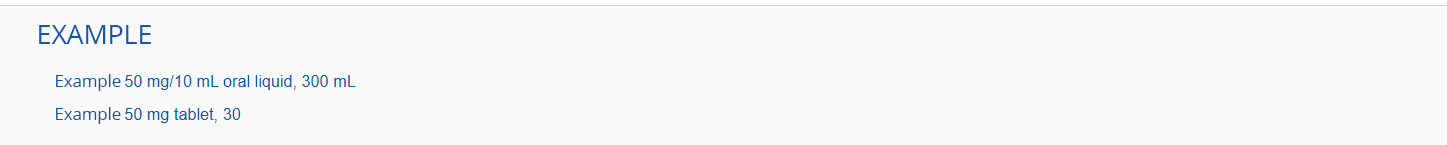 EXAMPLE
Example 50 mg/10 mL oral liquid, 300 mL
Example 50 mg tablet, 30